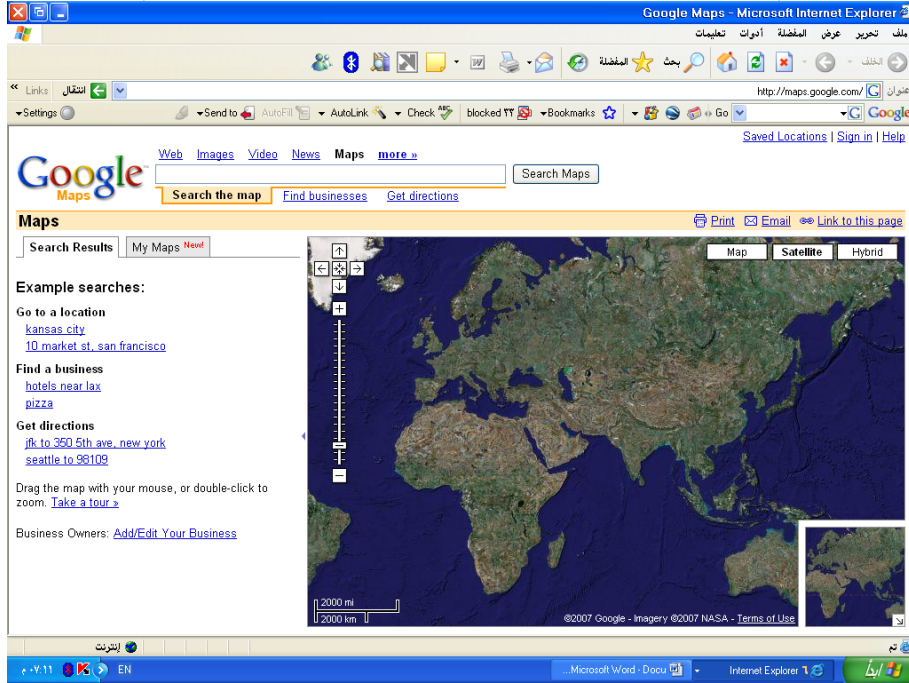 Google Maps - Microsoft Internet Explorer
ملف تحرير عرض المفضلة أدوات تعليمات
الخلف بحث المفضلة
عنوان http://maps.google.com/ انتقال Links »
Google Go Bookmarks ٢٣ blocked Check AutoLink AutoFill Send to Settings
Saved Locations | Sign in | Help
Web Images Video News Maps more »
Google Maps
Search Maps
Search the map Find businesses Get directions
Maps
Print Email Link to this page
Search Results My Maps New!
Map Satellite Hybrid
Example searches:
Go to a location
kansas city
10 market st, san francisco
Find a business
hotels near lax
pizza
Get directions
jfk to 350 5th ave, new york
seattle to 98109
Drag the map with your mouse, or double-click to
zoom. Take a tour »
Business Owners: Add/Edit Your Business
2000 mi
2000 km
©2007 Google - Imagery ©2007 NASA - Terms of Use
تم
إنترنت
ابدأ
Internet Explorer ٦
Microsoft Word - Docu...
EN
٠٧:١١ م